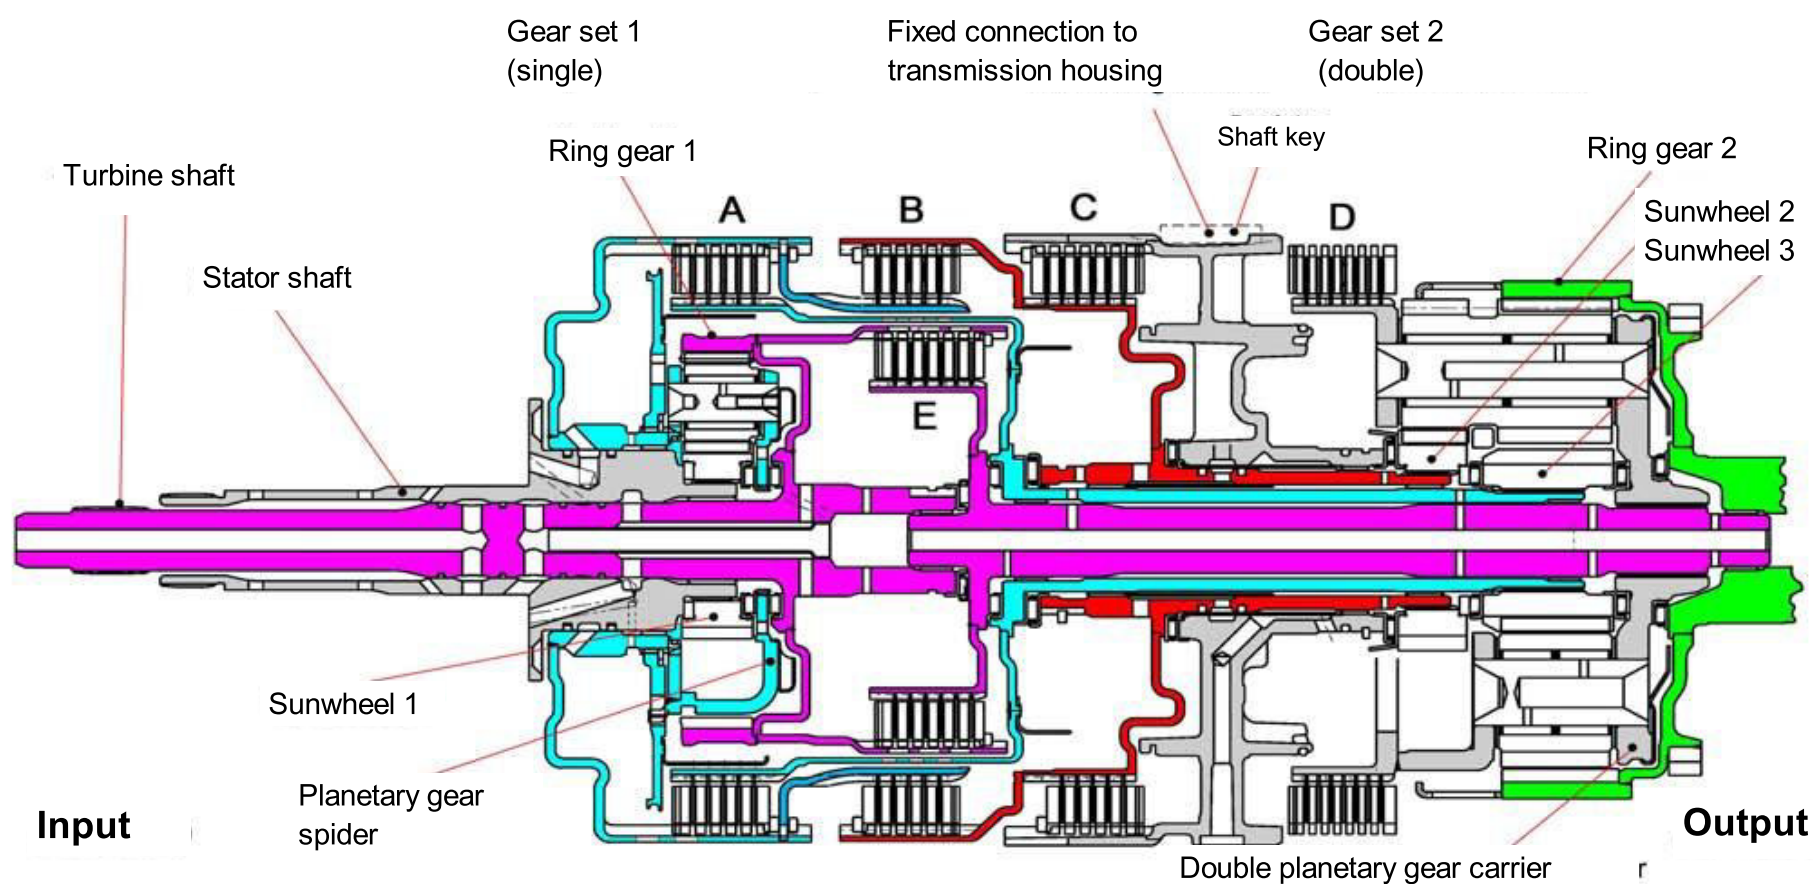 Gear set 1
(single)
Fixed connection to
transmission housing
Gear set 2
(double)
Shaft key
Ring gear 1
Ring gear 2
Turbine shaft
Sunwheel 2
Sunwheel 3
A
B
C
D
Stator shaft
E
Sunwheel 1
Planetary gear
spider
Input
Output
Double planetary gear carrier
r